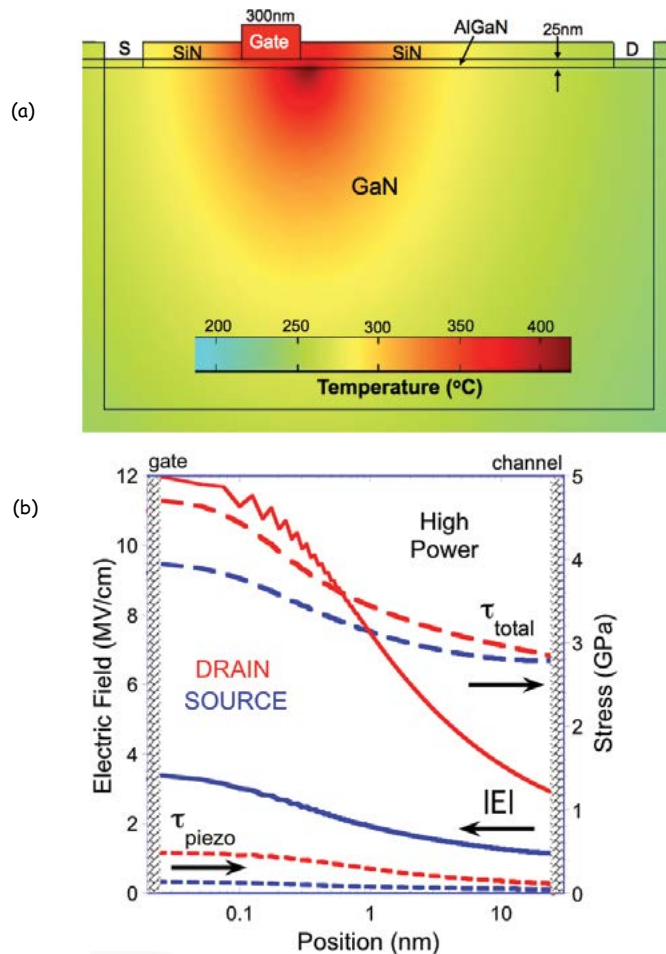 (a)
300nm
Gate
S
SiN
SiN
AlGaN
25nm
D
GaN
200 250 300 350 400
Temperature (°C)
(b)
gate
channel
12
10
8
6
4
2
0
Electric Field (MV/cm)
5
4
3
2
1
0
Stress (GPa)
High
Power
τtotal
DRAIN
SOURCE
|E|
τpiezo
0.1 1 10
Position (nm)